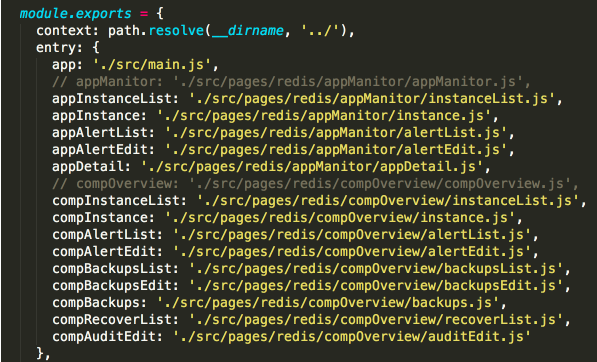 module.exports = {
context: path.resolve(__dirname, '../'),
entry: {
app: './src/main.js',
// appManitor: './src/pages/redis/appManitor/appManitor.js',
appInstanceList: './src/pages/redis/appManitor/instanceList.js',
appInstance: './src/pages/redis/appManitor/instance.js',
appAlertList: './src/pages/redis/appManitor/alertList.js',
appAlertEdit: './src/pages/redis/appManitor/alertEdit.js',
appDetail: './src/pages/redis/appManitor/appDetail.js',
// compOverview: './src/pages/redis/compOverview/compOverview.js',
compInstanceList: './src/pages/redis/compOverview/instanceList.js',
compInstance: './src/pages/redis/compOverview/instance.js',
compAlertList: './src/pages/redis/compOverview/alertList.js',
compAlertEdit: './src/pages/redis/compOverview/alertEdit.js',
compBackupsList: './src/pages/redis/compOverview/backupsList.js',
compBackupsEdit: './src/pages/redis/compOverview/backupsEdit.js',
compBackups: './src/pages/redis/compOverview/backups.js',
compRecoverList: './src/pages/redis/compOverview/recoverList.js',
compAuditEdit: './src/pages/redis/compOverview/auditEdit.js'
},